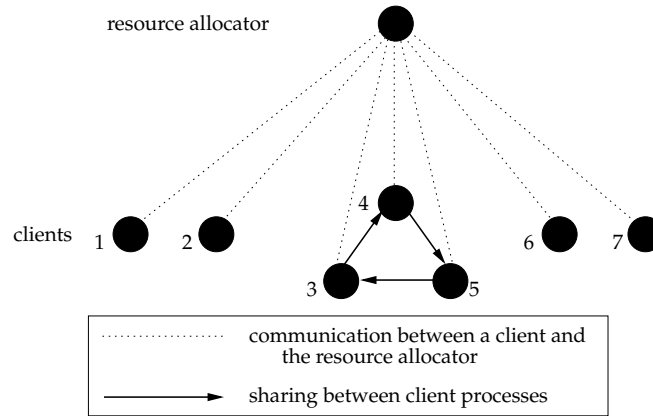 resource allocator
4
clients
1
2
6
7
3
5
communication between a client and
the resource allocator
sharing between client processes